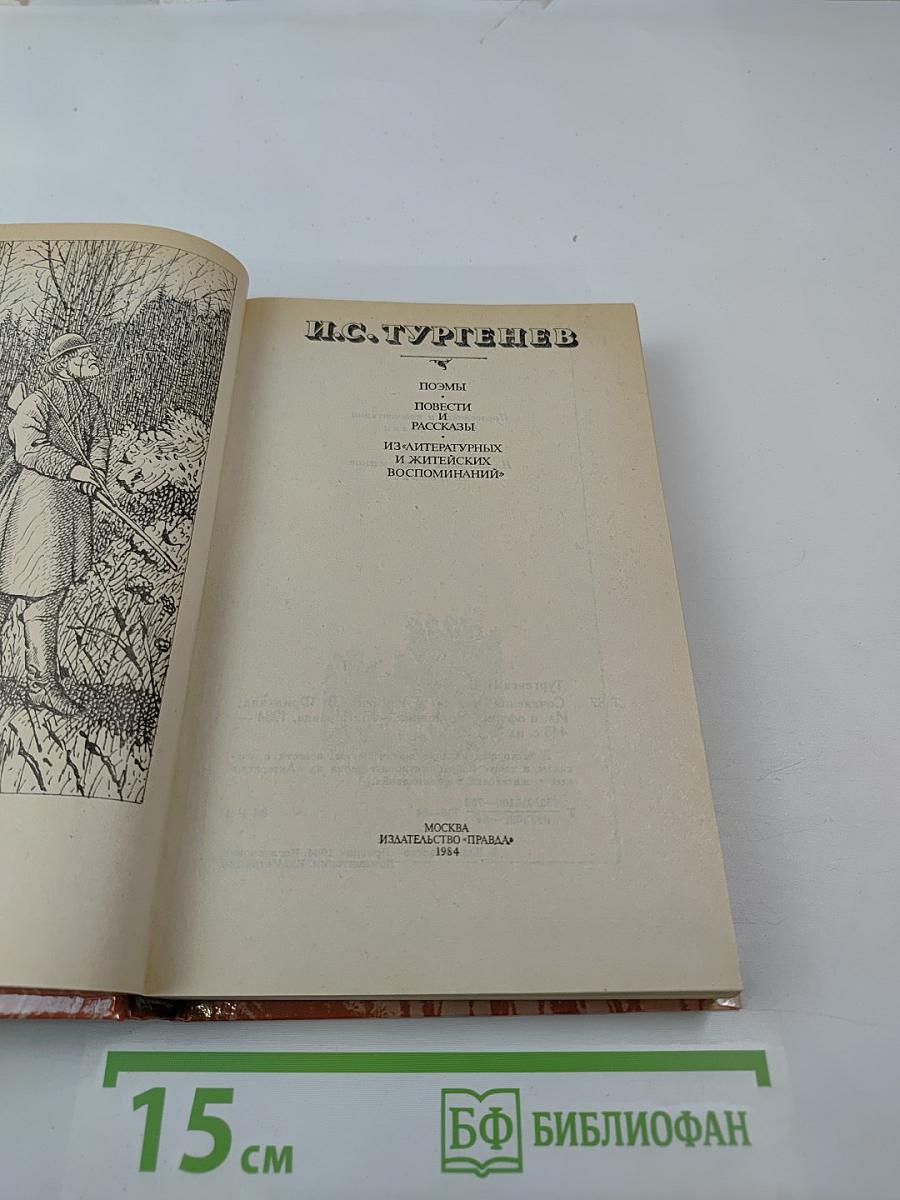 И.С. ТУРГЕНЕВ
ПОЭМЫ
•
ПОВЕСТИ
И
РАССКАЗЫ
•
ИЗ «ЛИТЕРАТУРНЫХ
И ЖИТЕЙСКИХ
ВОСПОМИНАНИЙ»
МОСКВА
ИЗДАТЕЛЬСТВО «ПРАВДА»
1984
15 см
БФ БИБЛИОФАН